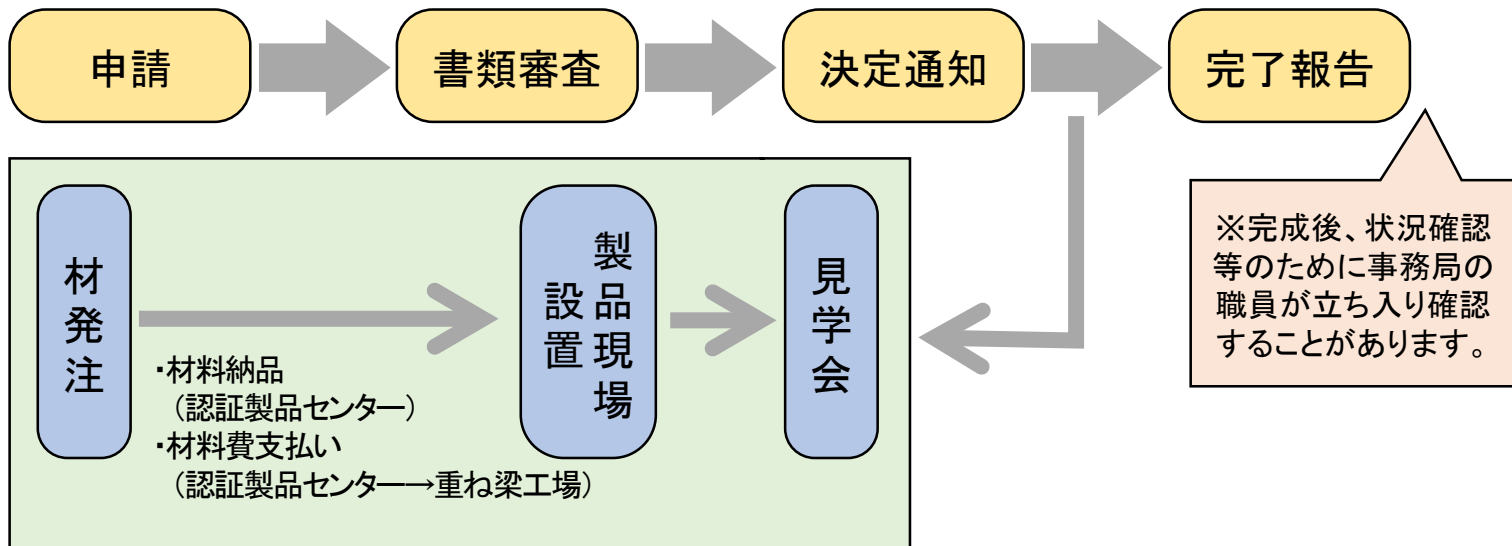 申請
書類審査
決定通知
完了報告
材発注
・材料納品
（認証製品センター）
・材料費支払い
（認証製品センター→重ね梁工場）
製品現場
設置
見学会
※完成後、状況確認
等のために事務局の
職員が立ち入り確認
することがあります。